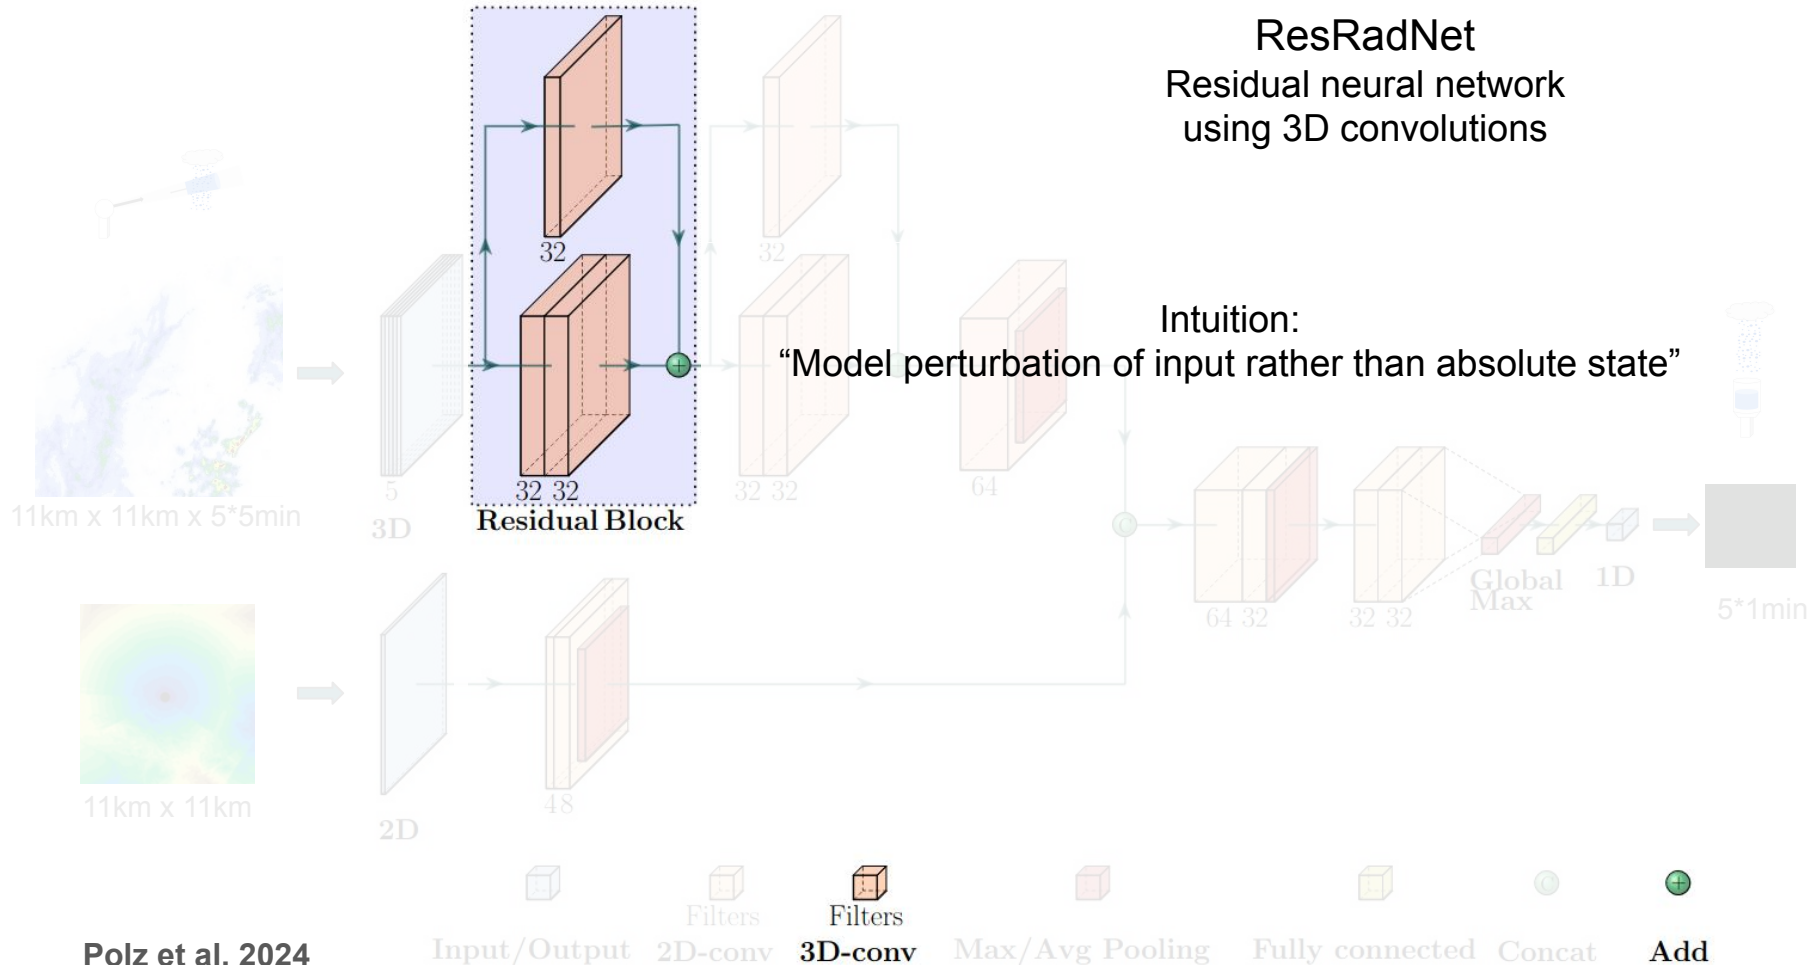 ResRadNet
Residual neural network
using 3D convolutions
32
32
Intuition:
“Model perturbation of input rather than absolute state”
5
32 32
32 32
64
11km x 11km x 5*5min
3D
Residual Block
C
Global
Max
1D
64 32
32 32
5*1min
11km x 11km
2D
48
Filters
Filters
C
Input/Output
2D-conv
3D-conv
Max/Avg Pooling
Fully connected
Concat
Add
Polz et al. 2024